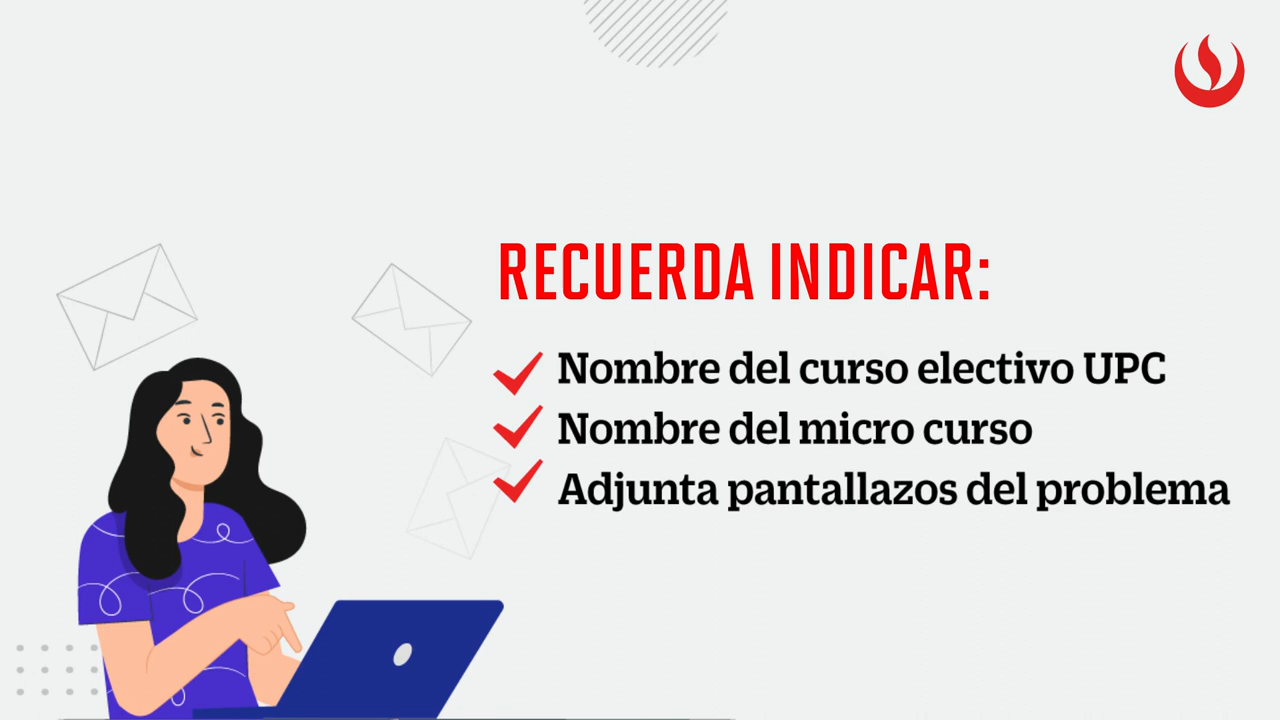 RECUERDA INDICAR:
Nombre del curso electivo UPC
Nombre del micro curso
Adjunta pantallazos del problema